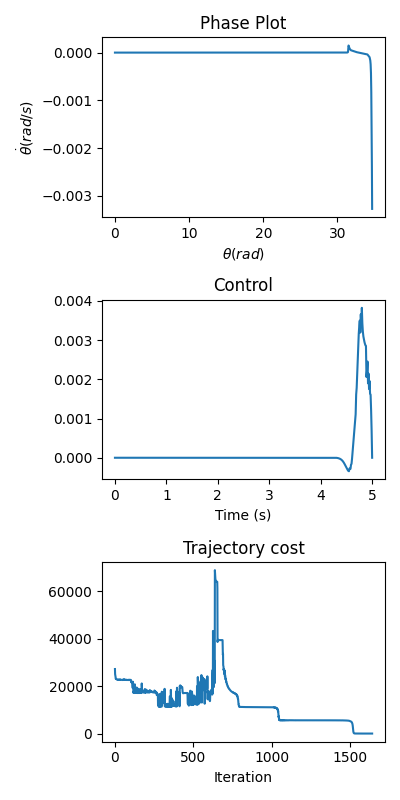 Phase Plot
0.000
−0.001
−0.002
−0.003
θ̇(rad/s)
0 10 20 30
θ(rad)
Control
0.004
0.003
0.002
0.001
0.000
0 1 2 3 4 5
Time (s)
Trajectory cost
60000
40000
20000
0
0 500 1000 1500
Iteration